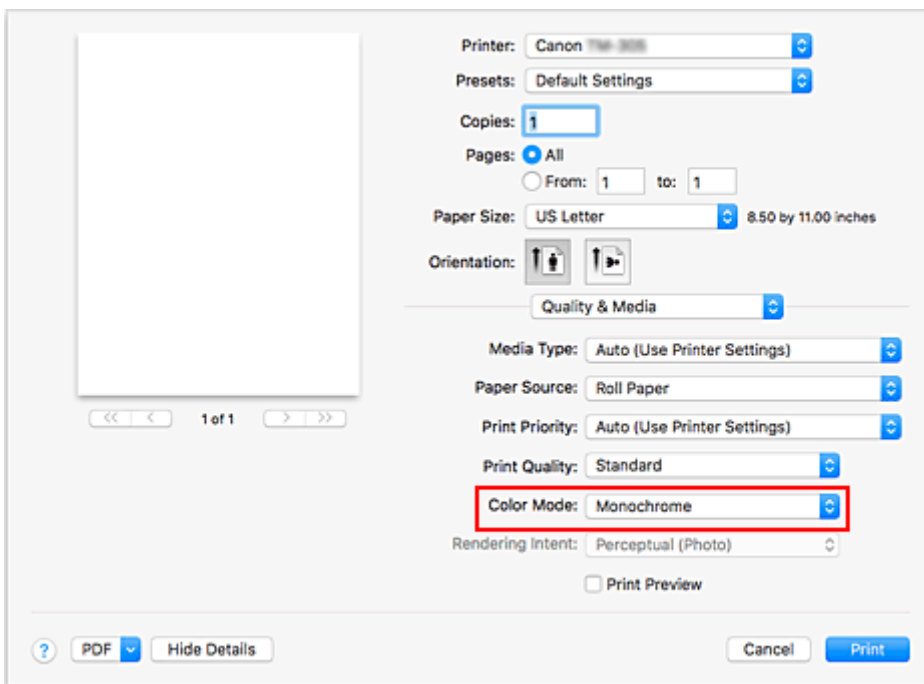 Printer: Canon
Presets: Default Settings
Copies: 1
Pages: All
From: 1 to: 1
Paper Size: US Letter 8.50 by 11.00 inches
Orientation:
Quality & Media
Media Type: Auto (Use Printer Settings)
Paper Source: Roll Paper
<< < 1 of 1 > >>
Print Priority: Auto (Use Printer Settings)
Print Quality: Standard
Color Mode: Monochrome
Rendering Intent: Perceptual (Photo)
Print Preview
? PDF Hide Details Cancel Print